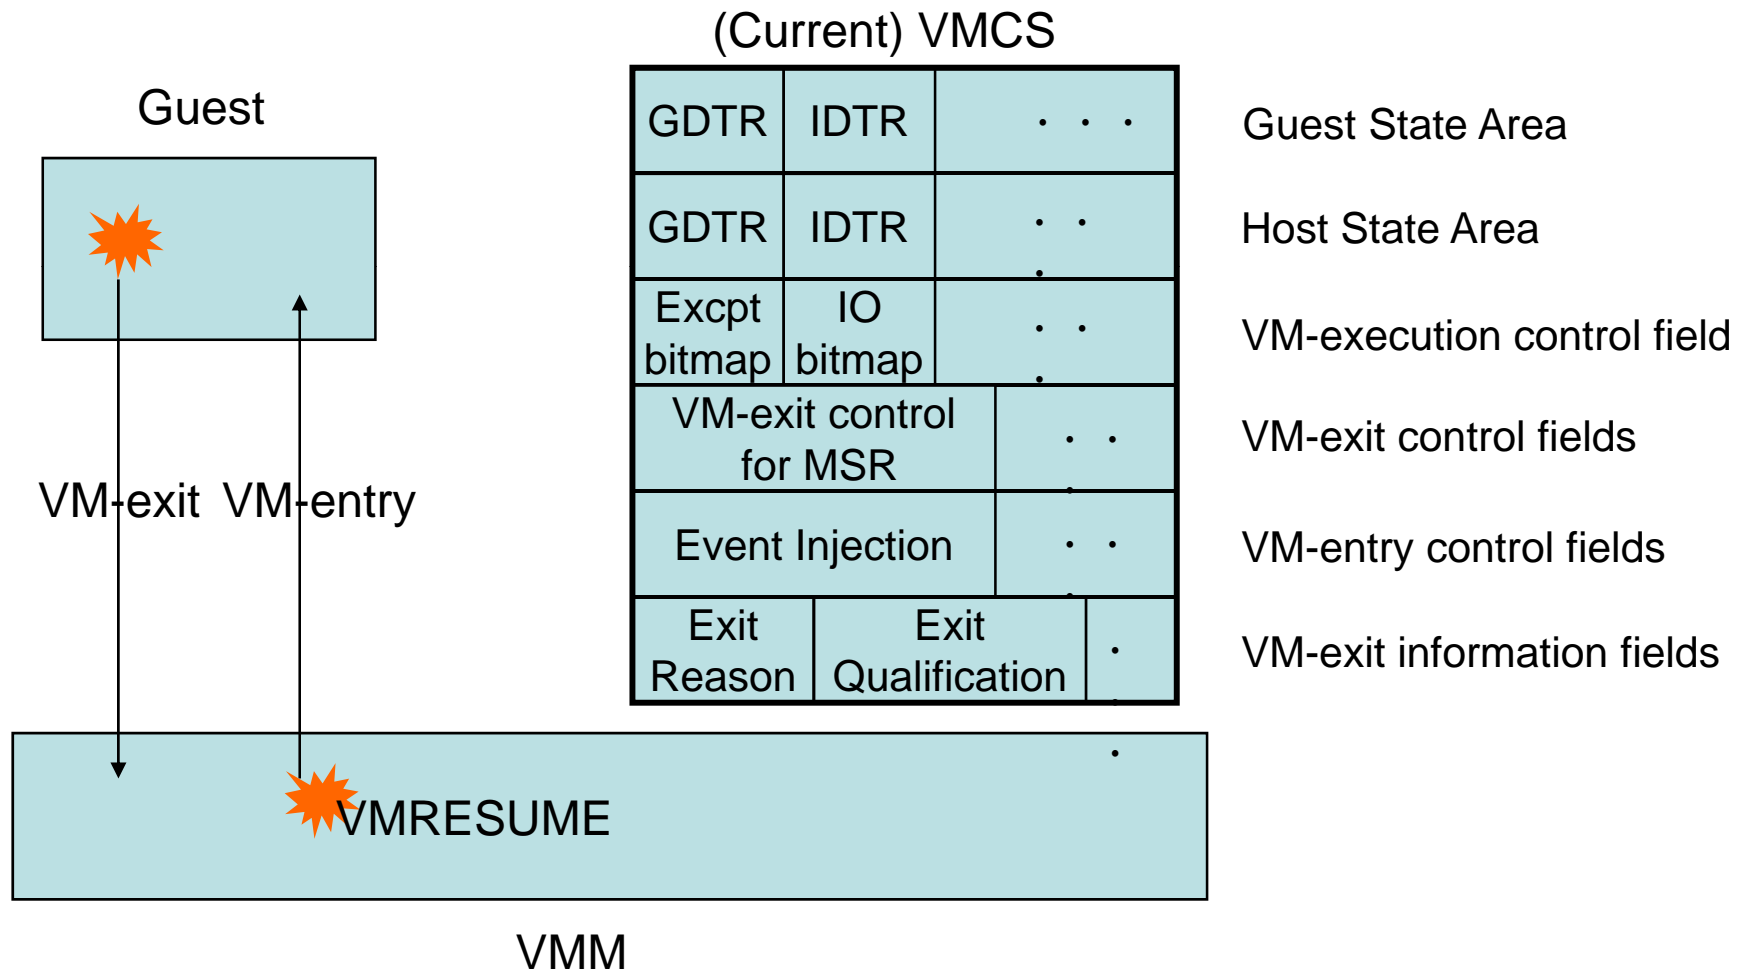 (Current) VMCS
Guest
GDTR IDTR . . . Guest State Area
GDTR IDTR . . . Host State Area
Excpt bitmap
IO bitmap
. . .
VM-execution control field
VM-exit control
for MSR
. . .
VM-exit control fields
VM-exit VM-entry
Event Injection . . . VM-entry control fields
Exit Reason
Exit Qualification
. . .
VM-exit information fields
VMRESUME
VMM